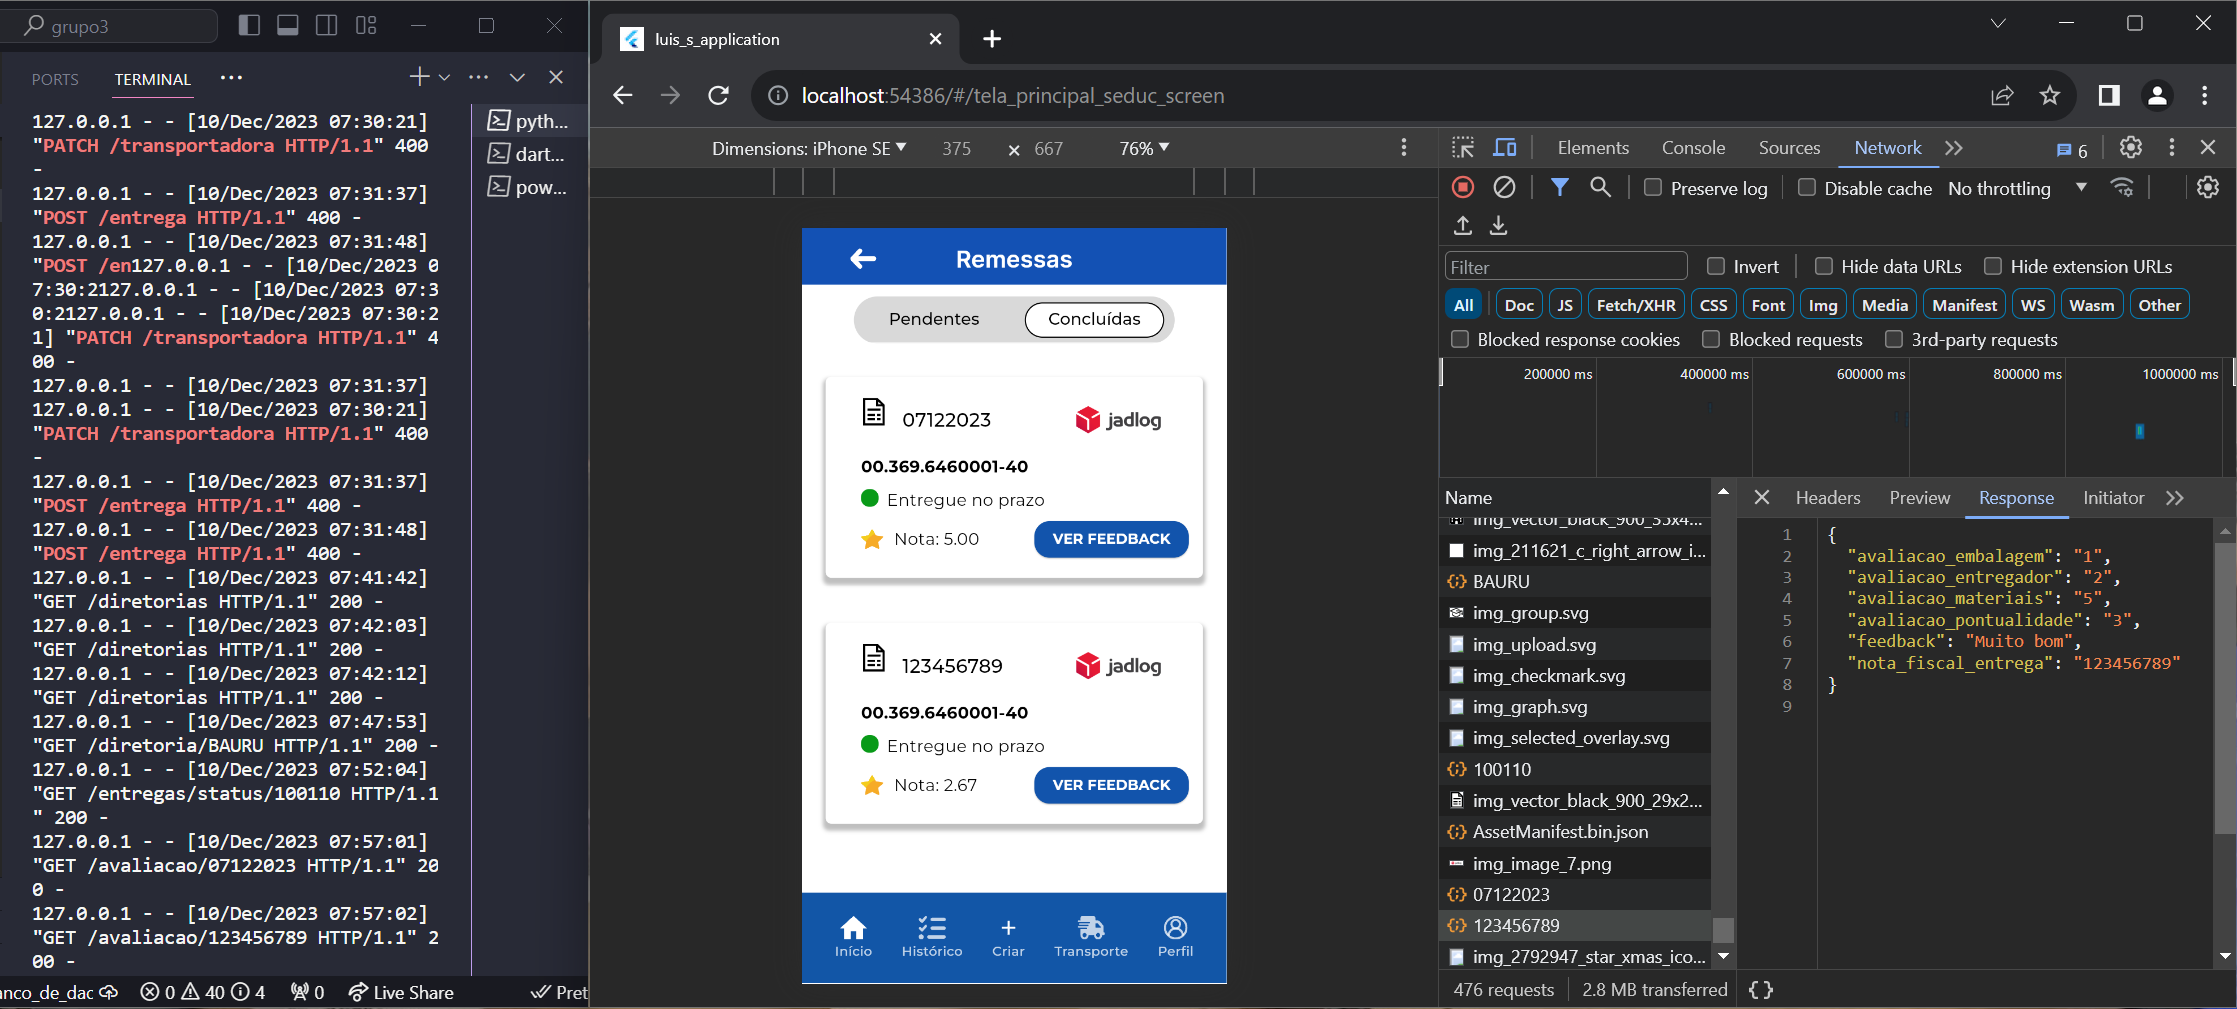 grupo3
PORTS TERMINAL
127.0.0.1 - - [10/Dec/2023 07:30:21]
"PATCH /transportadora HTTP/1.1" 400
-
127.0.0.1 - - [10/Dec/2023 07:31:37]
"POST /entrega HTTP/1.1" 400 -
127.0.0.1 - - [10/Dec/2023 07:31:48]
"POST /en127.0.0.1 - - [10/Dec/2023 0
7:30:2127.0.0.1 - - [10/Dec/2023 07:3
0:2127.0.0.1 - - [10/Dec/2023 07:30:2
1] "PATCH /transportadora HTTP/1.1" 4
00 -
127.0.0.1 - - [10/Dec/2023 07:31:37]
127.0.0.1 - - [10/Dec/2023 07:30:21]
"PATCH /transportadora HTTP/1.1" 400
-
127.0.0.1 - - [10/Dec/2023 07:31:37]
"POST /entrega HTTP/1.1" 400 -
127.0.0.1 - - [10/Dec/2023 07:31:48]
"POST /entrega HTTP/1.1" 400 -
127.0.0.1 - - [10/Dec/2023 07:41:42]
"GET /diretorias HTTP/1.1" 200 -
127.0.0.1 - - [10/Dec/2023 07:42:03]
"GET /diretorias HTTP/1.1" 200 -
127.0.0.1 - - [10/Dec/2023 07:42:12]
"GET /diretorias HTTP/1.1" 200 -
127.0.0.1 - - [10/Dec/2023 07:47:53]
"GET /diretoria/BAURU HTTP/1.1" 200 -
127.0.0.1 - - [10/Dec/2023 07:52:04]
"GET /entregas/status/100110 HTTP/1.1
" 200 -
127.0.0.1 - - [10/Dec/2023 07:57:01]
"GET /avaliacao/07122023 HTTP/1.1" 20
0 -
127.0.0.1 - - [10/Dec/2023 07:57:02]
"GET /avaliacao/123456789 HTTP/1.1" 2
00 -
pyth...
dart...
pow...
nco_de_dac 0 40 4 0 Live Share Pret
luis_s_application
localhost:54386/#/tela_principal_seduc_screen
Dimensions: iPhone SE 375 × 667 76%
Remessas
Pendentes Concluídas
07122023 jadlog
00.369.6460001-40
Entregue no prazo
Nota: 5.00 VER FEEDBACK
123456789 jadlog
00.369.6460001-40
Entregue no prazo
Nota: 2.67 VER FEEDBACK
Início Histórico Criar Transporte Perfil
Elements Console Sources Network 6
Preserve log Disable cache No throttling
Filter Invert Hide data URLs Hide extension URLs
All Doc JS Fetch/XHR CSS Font Img Media Manifest WS Wasm Other
Blocked response cookies Blocked requests 3rd-party requests
200000 ms 400000 ms 600000 ms 800000 ms 1000000 ms
Name
img_vector_black_900_35x4...
img_211621_c_right_arrow_i...
BAURU
img_group.svg
img_upload.svg
img_checkmark.svg
img_graph.svg
img_selected_overlay.svg
100110
img_vector_black_900_29x2...
AssetManifest.bin.json
img_image_7.png
07122023
123456789
img_2792947_star_xmas_ico...
476 requests 2.8 MB transferred
Headers Preview Response Initiator
1 {
2 "avaliacao_embalagem": "1",
3 "avaliacao_entregador": "2",
4 "avaliacao_materiais": "5",
5 "avaliacao_pontualidade": "3",
6 "feedback": "Muito bom",
7 "nota_fiscal_entrega": "123456789"
8 }
9